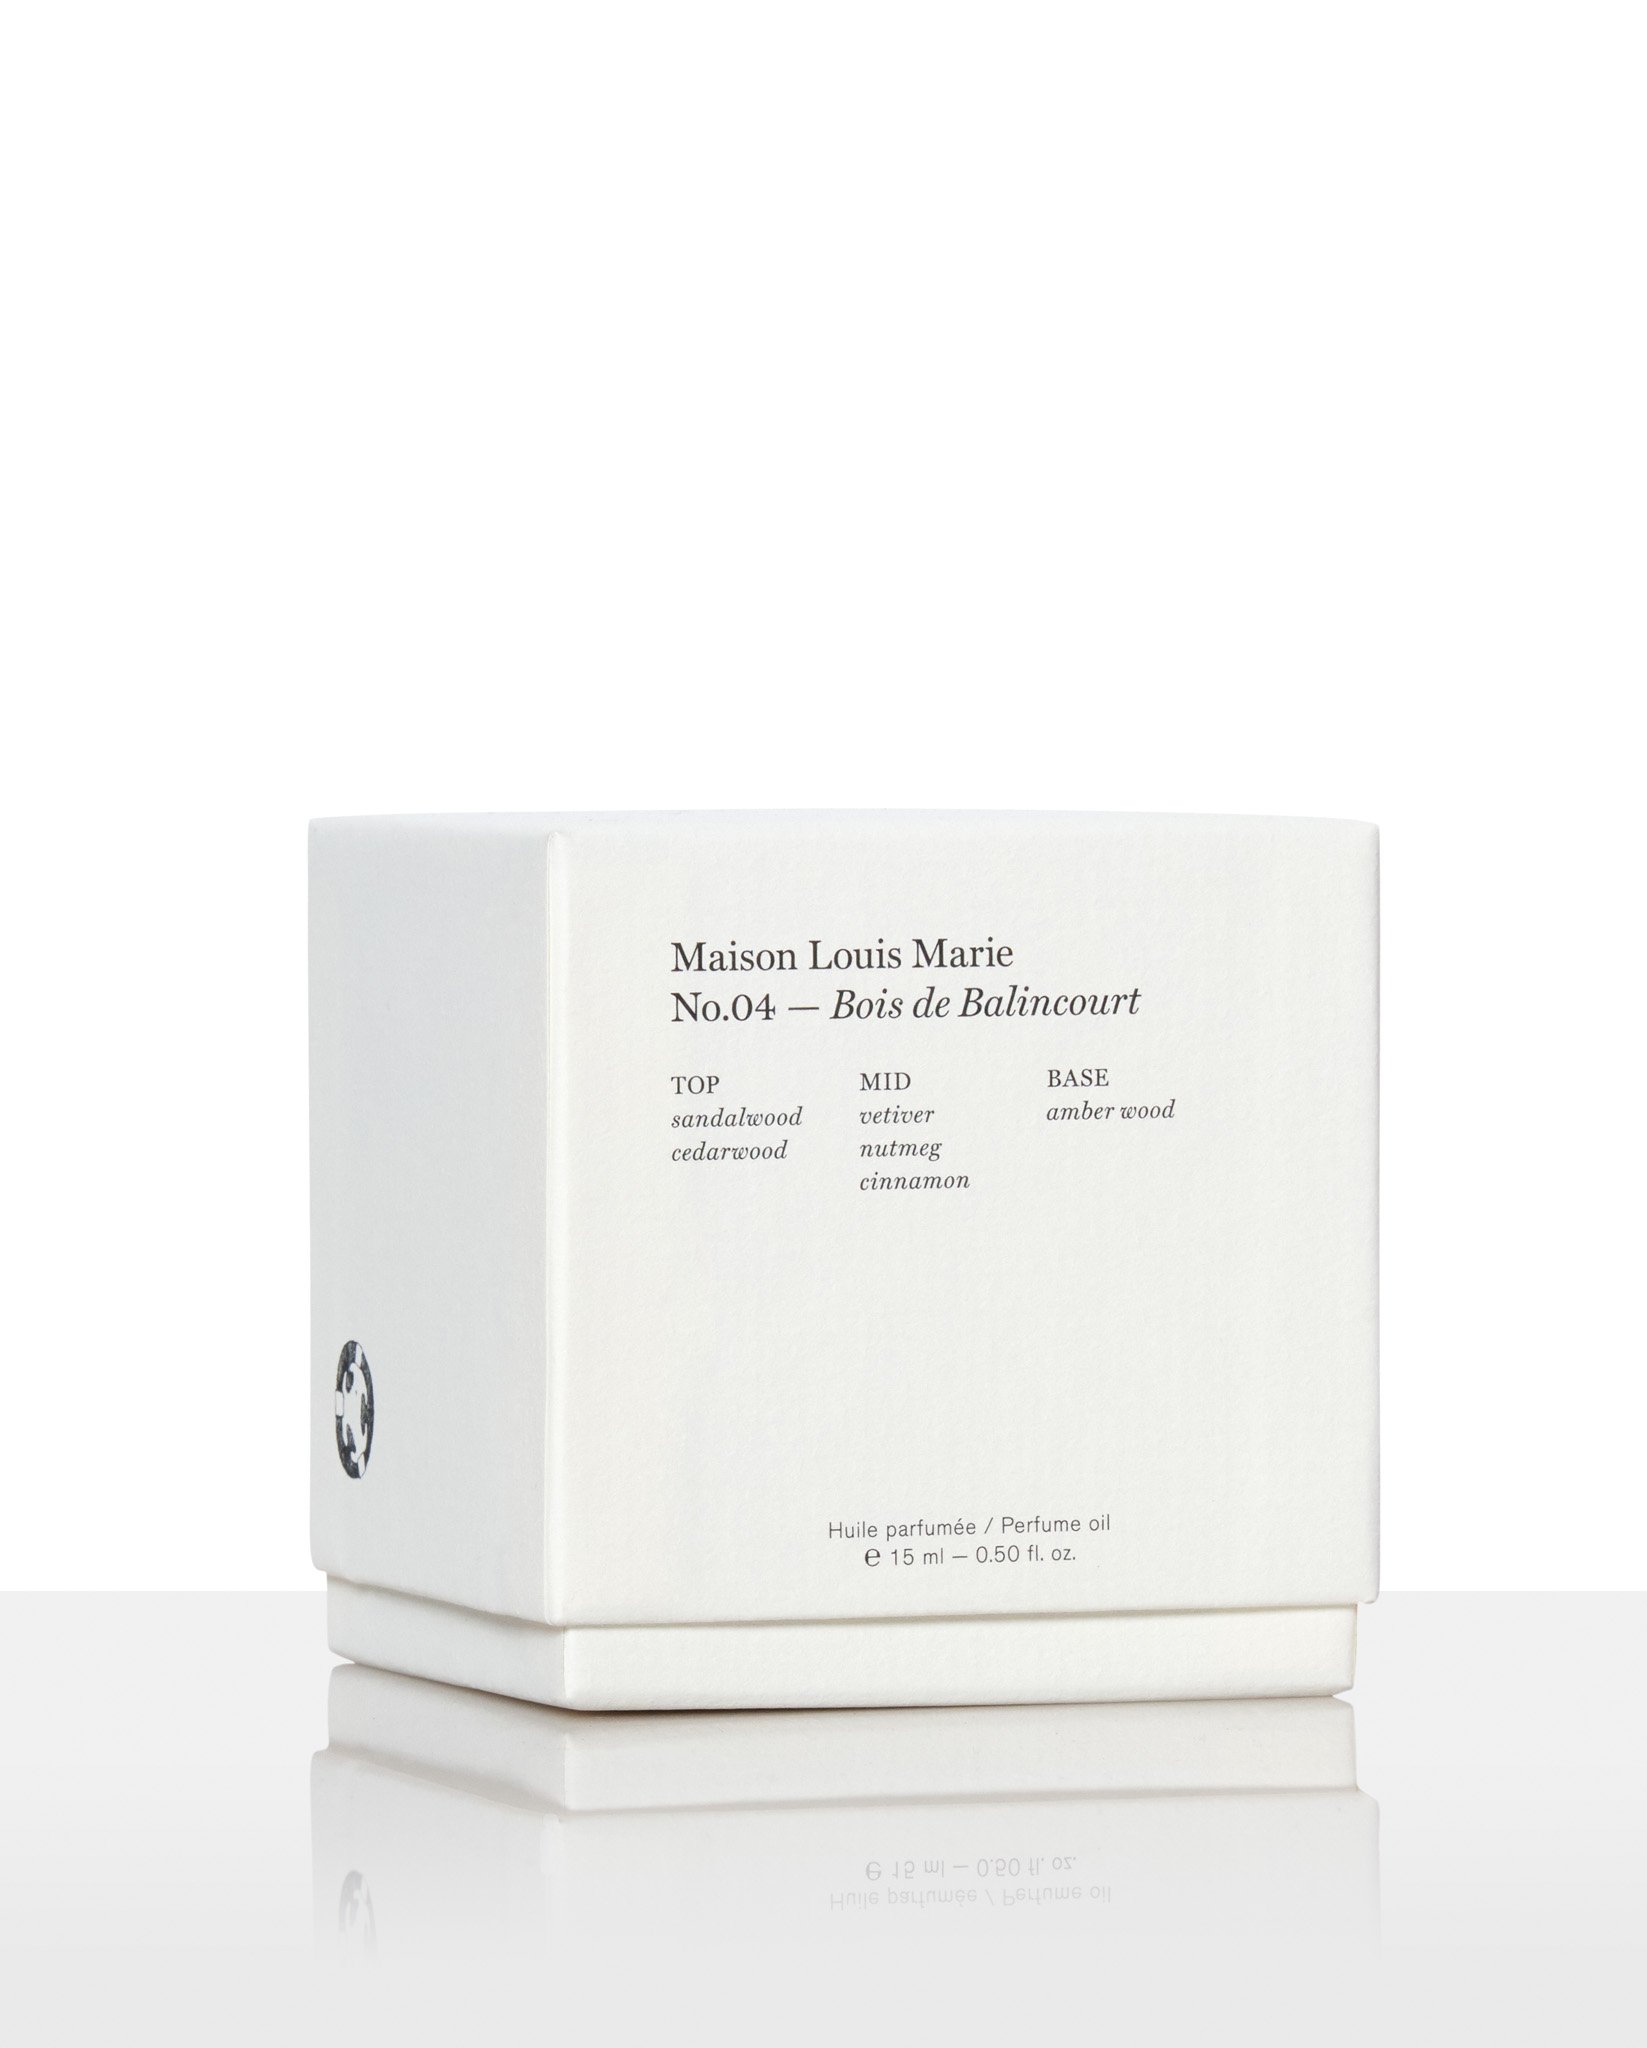 Maison Louis Marie
No.04 — Bois de Balincourt
TOP
sandalwood
cedarwood
MID
vetiver
nutmeg
cinnamon
BASE
amber wood
Huile parfumée / Perfume oil
℮ 15 ml — 0.50 fl. oz.